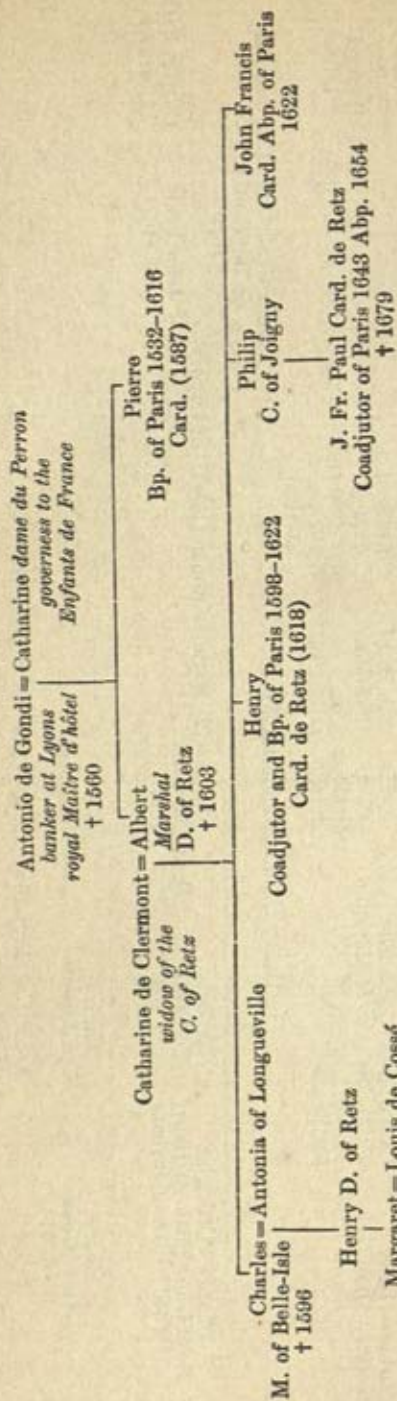 Antonio de Gondi = Catharine dame du Perron
banker at Lyons governess to the
royal Maître d'hôtel Enfants de France
† 1560
Catharine de Clermont = Albert
widow of the Marshal
C. of Retz D. of Retz
† 1603
Pierre
Bp. of Paris 1532–1616
Card. (1587)
Charles = Antonia of Longueville
M. of Belle-Isle
† 1596
Henry
Coadjutor and Bp. of Paris 1598–1622
Card. de Retz (1618)
Philip
C. of Joigny
John Francis
Card. Abp. of Paris
1622
Henry D. of Retz
J. Fr. Paul Card. de Retz
Coadjutor of Paris 1643 Abp. 1654
† 1679
Margaret = Louis de Cossé